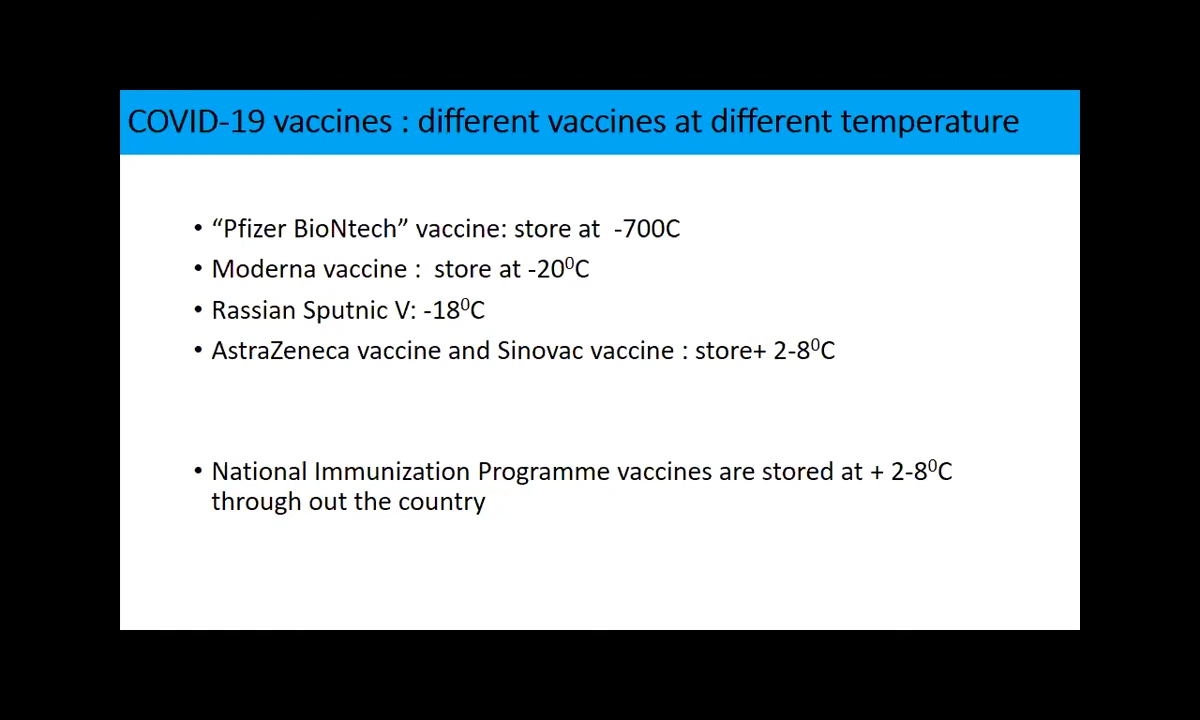 COVID-19 vaccines : different vaccines at different temperature
• “Pfizer BioNtech” vaccine: store at -700C
• Moderna vaccine : store at -20⁰C
• Rassian Sputnic V: -18⁰C
• AstraZeneca vaccine and Sinovac vaccine : store+ 2-8⁰C
• National Immunization Programme vaccines are stored at + 2-8⁰C
through out the country